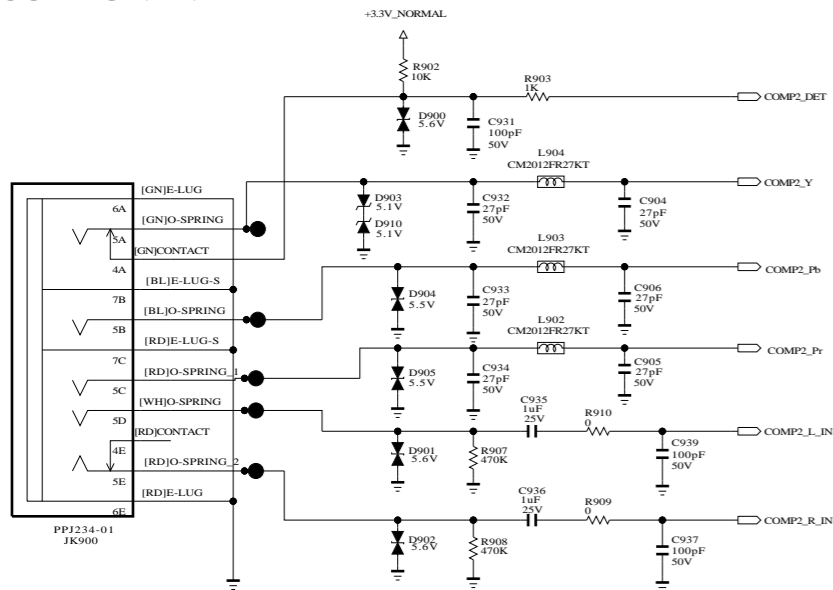 +3.3V_NORMAL
R902
10K
R903
1K
COMP2_DET
D900
5.6V
C931
100pF
50V
L904
CM2012FR27KT
[GN]E-LUG
COMP2_Y
6A
D903
5.1V
C932
27pF
50V
C904
27pF
50V
[GN]O-SPRING
5A
D910
5.1V
[GN]CONTACT
L903
CM2012FR27KT
4A
COMP2_Pb
[BL]E-LUG-S
7B
D904
5.5V
C933
27pF
50V
C906
27pF
50V
[BL]O-SPRING
5B
L902
CM2012FR27KT
[RD]E-LUG-S
COMP2_Pr
7C
D905
5.5V
C934
27pF
50V
C905
27pF
50V
[RD]O-SPRING_1
5C
[WH]O-SPRING
C935
1uF
25V
R910
0
5D
COMP2_L_IN
[RD]CONTACT
4E
D901
5.6V
R907
470K
C939
100pF
50V
[RD]O-SPRING_2
5E
C936
1uF
25V
R909
0
[RD]E-LUG
6E
COMP2_R_IN
PPJ234-01
JK900
D902
5.6V
R908
470K
C937
100pF
50V